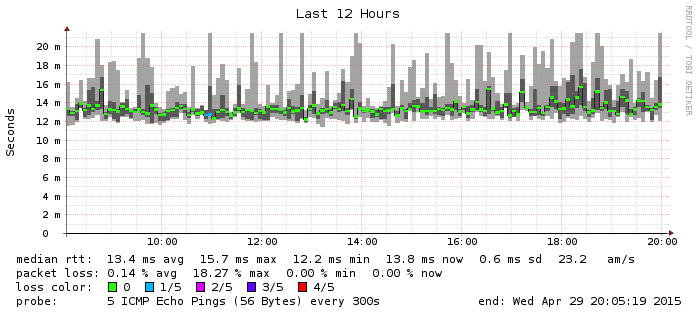 Last 12 Hours
RRDTOOL / TOBI OETIKER
Seconds
20 m
18 m
16 m
14 m
12 m
10 m
8 m
6 m
4 m
2 m
0
10:00 12:00 14:00 16:00 18:00 20:00
median rtt: 13.4 ms avg 15.7 ms max 12.2 ms min 13.8 ms now 0.6 ms sd 23.2 am/s
packet loss: 0.14 % avg 18.27 % max 0.00 % min 0.00 % now
loss color: 0 1/5 2/5 3/5 4/5
probe: 5 ICMP Echo Pings (56 Bytes) every 300s end: Wed Apr 29 20:05:19 2015